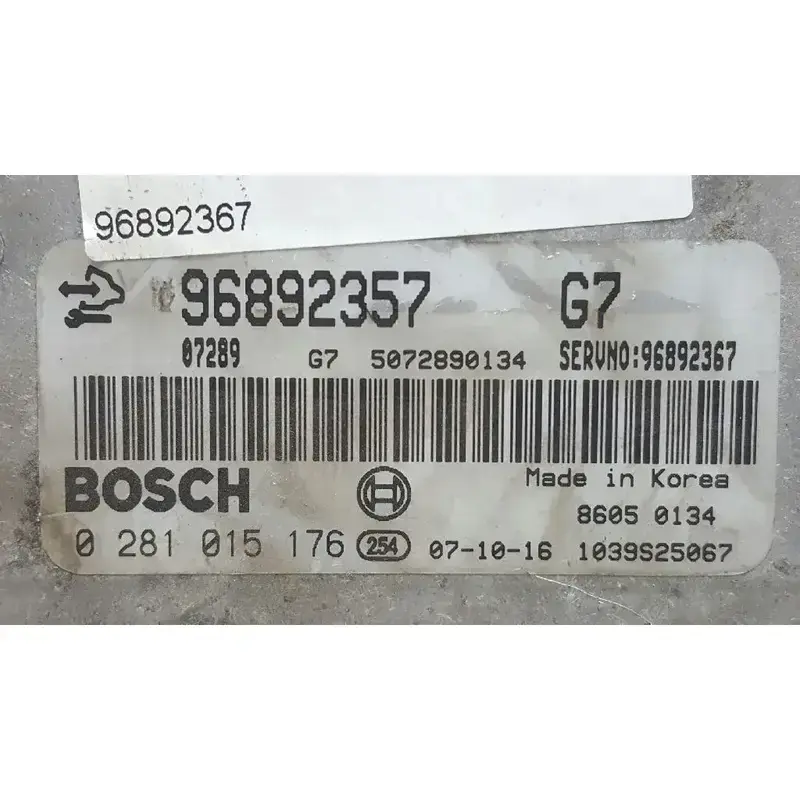 96892367
96892357 G7
07289 G7 5072890134 SERVNO:96892367
BOSCH Made in Korea
8605 0134
0 281 015 176 254 07-10-16 1039S25067